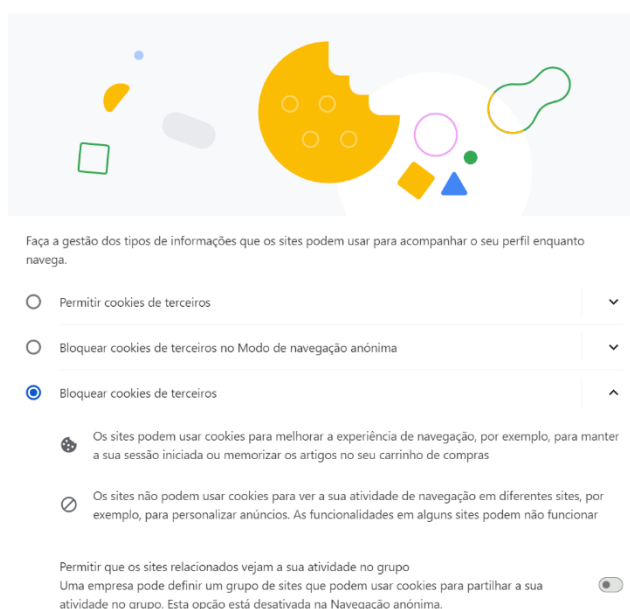 Faça a gestão dos tipos de informações que os sites podem usar para acompanhar o seu perfil enquanto
navega.
Permitir cookies de terceiros
Bloquear cookies de terceiros no Modo de navegação anónima
Bloquear cookies de terceiros
Os sites podem usar cookies para melhorar a experiência de navegação, por exemplo, para manter
a sua sessão iniciada ou memorizar os artigos no seu carrinho de compras
Os sites não podem usar cookies para ver a sua atividade de navegação em diferentes sites, por
exemplo, para personalizar anúncios. As funcionalidades em alguns sites podem não funcionar
Permitir que os sites relacionados vejam a sua atividade no grupo
Uma empresa pode definir um grupo de sites que podem usar cookies para partilhar a sua
atividade no grupo. Esta opção está desativada na Navegação anónima.